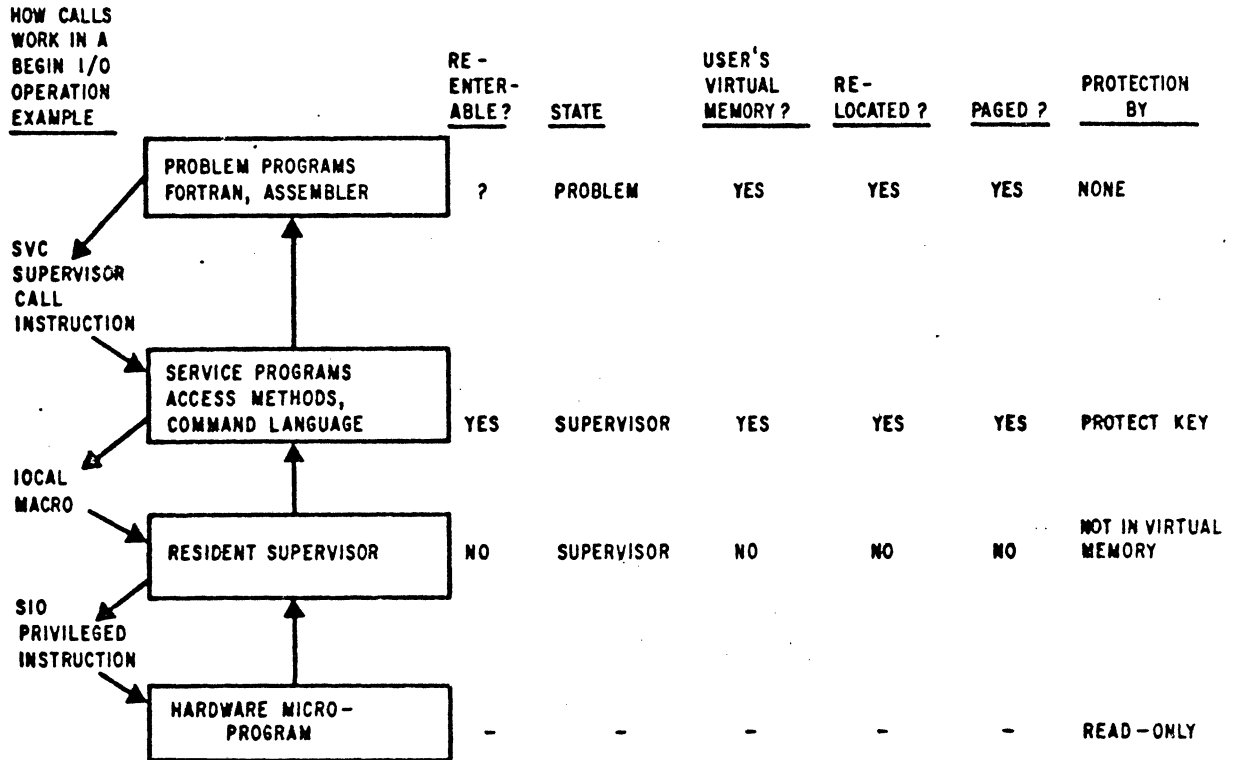 HOW CALLS
WORK IN A
BEGIN I/O
OPERATION
EXAMPLE
RE-
ENTER-
ABLE?
STATE
USER'S
VIRTUAL
MEMORY?
RE-
LOCATED?
PAGED?
PROTECTION
BY
PROBLEM PROGRAMS
FORTRAN, ASSEMBLER
? PROBLEM YES YES YES NONE
SVC
SUPERVISOR
CALL
INSTRUCTION
SERVICE PROGRAMS
ACCESS METHODS,
COMMAND LANGUAGE
YES SUPERVISOR YES YES YES PROTECT KEY
IOCAL
MACRO
RESIDENT SUPERVISOR
NO SUPERVISOR NO NO NO
NOT IN VIRTUAL
MEMORY
SIO
PRIVILEGED
INSTRUCTION
HARDWARE MICRO-
PROGRAM
- - - - - READ-ONLY